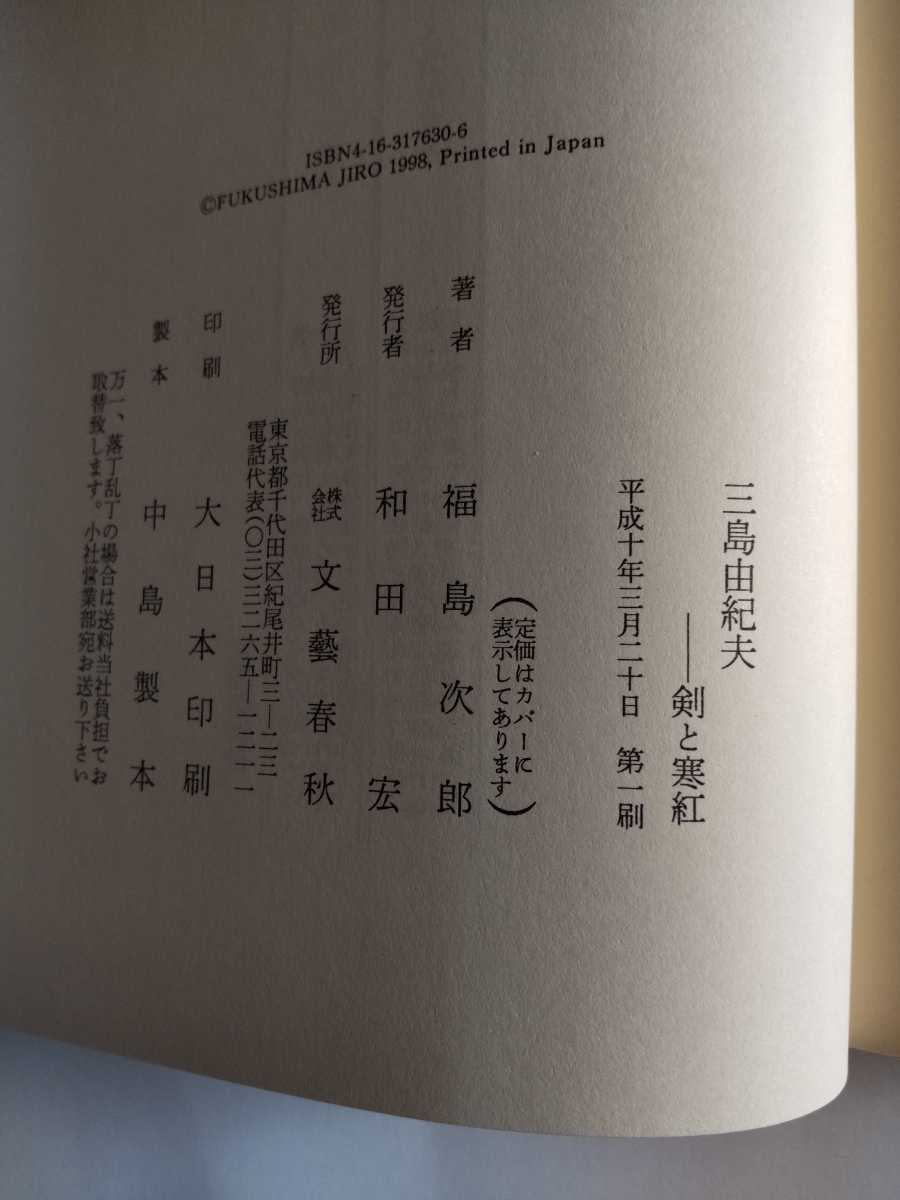 三島由紀夫
――剣と寒紅
平成十年三月二十日　第一刷
（定価はカバーに
表示してあります）
著者　福島次郎
発行者　和田　宏
発行所　株式会社　文藝春秋
東京都千代田区紀尾井町三―二三
電話代表（〇三）三二六五―一二一一
印刷　大日本印刷
製本　中島製本
万一、落丁乱丁の場合は送料当社負担でお
取替致します。小社営業部宛お送り下さい
ISBN4-16-317630-6
©FUKUSHIMA JIRO 1998, Printed in Japan